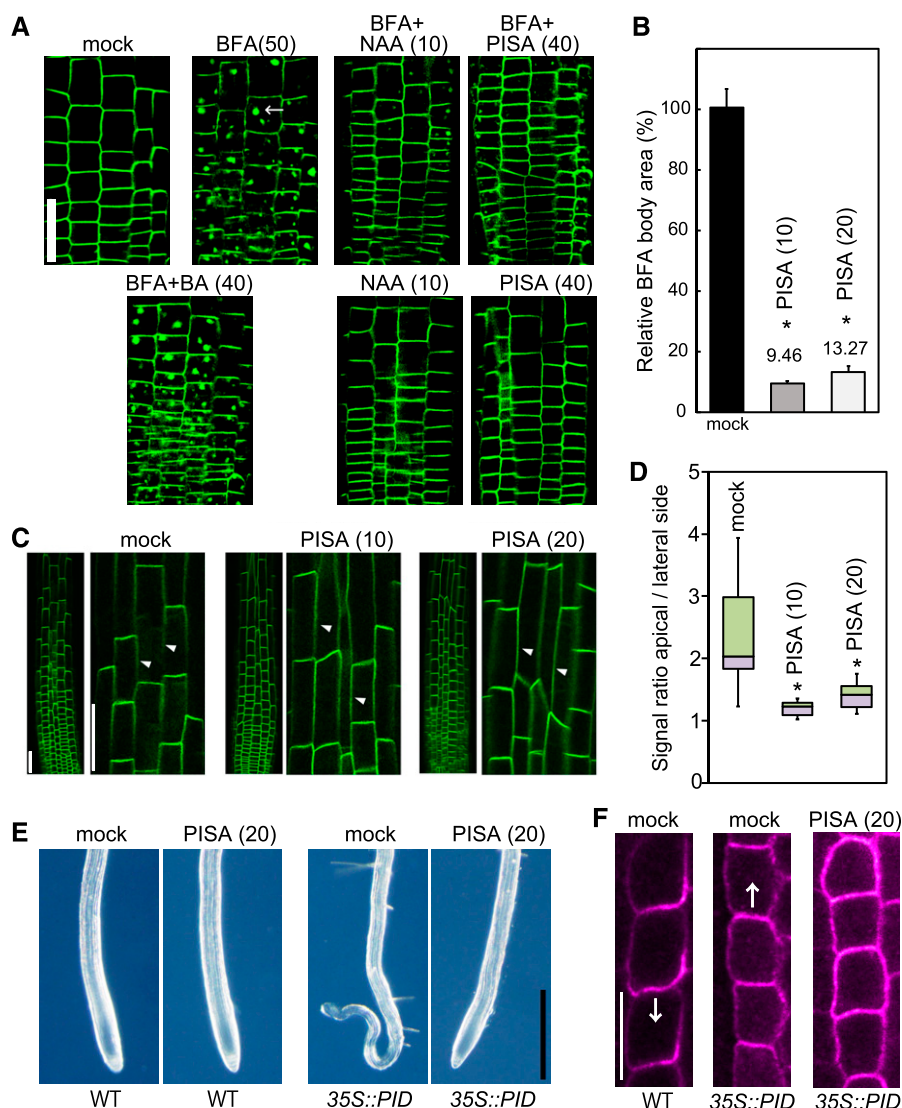 A
mock
BFA(50)
BFA+
NAA (10)
BFA+
PISA (40)
BFA+BA (40)
NAA (10)
PISA (40)
B
Relative BFA body area (%)
100
80
60
40
20
0
mock
PISA (10)
*
9.46
PISA (20)
*
13.27
C
mock
PISA (10)
PISA (20)
D
Signal ratio apical / lateral side
5
4
3
2
1
0
mock
PISA (10)
*
PISA (20)
*
E
mock
PISA (20)
mock
PISA (20)
WT
WT
35S::PID
35S::PID
F
mock
mock
PISA (20)
WT
35S::PID
35S::PID